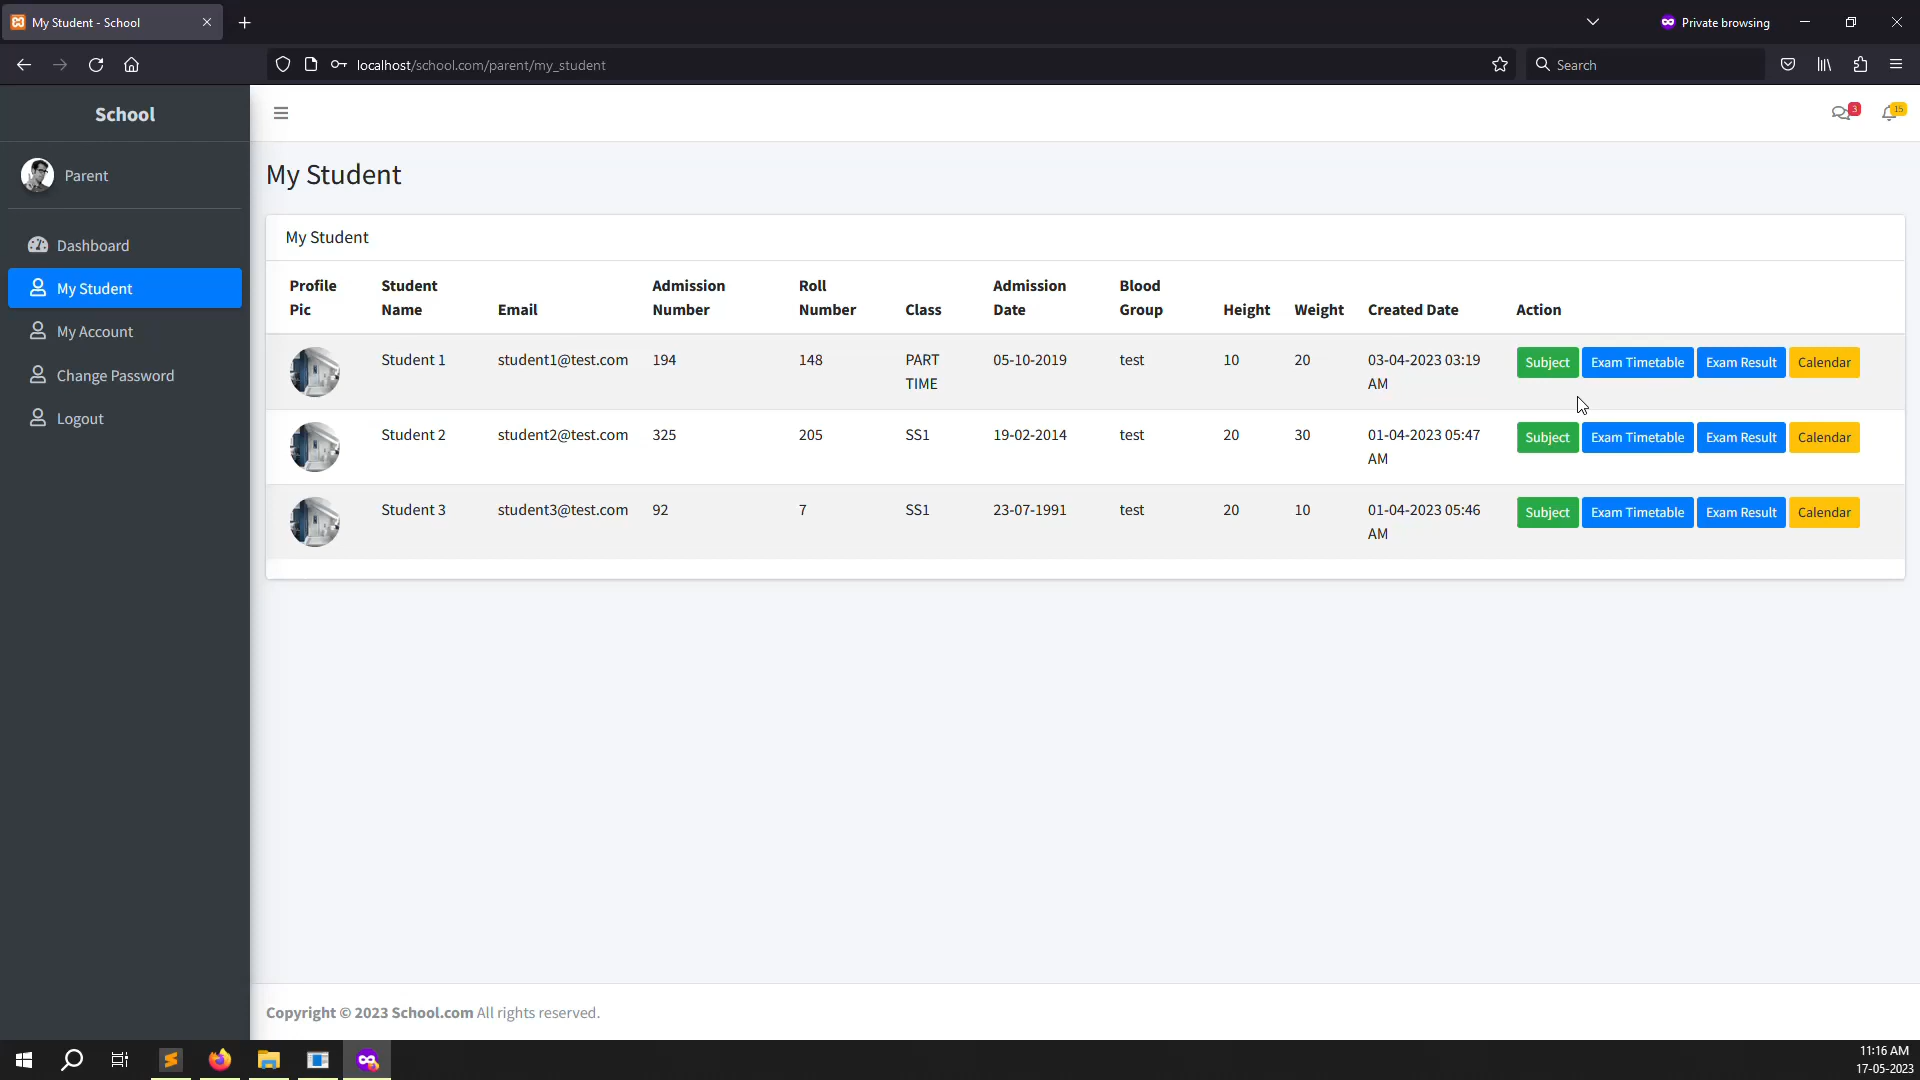 My Student - School
Private browsing
localhost/school.com/parent/my_student
Search
School
3
15
Parent
Dashboard
My Student
My Account
Change Password
Logout
My Student
My Student
Profile Pic Student Name Email Admission Number Roll Number Class Admission Date Blood Group Height Weight Created Date Action
Student 1 student1@test.com 194 148 PART TIME 05-10-2019 test 10 20 03-04-2023 03:19 AM Subject Exam Timetable Exam Result Calendar
Student 2 student2@test.com 325 205 SS1 19-02-2014 test 20 30 01-04-2023 05:47 AM Subject Exam Timetable Exam Result Calendar
Student 3 student3@test.com 92 7 SS1 23-07-1991 test 20 10 01-04-2023 05:46 AM Subject Exam Timetable Exam Result Calendar
Copyright © 2023 School.com All rights reserved.
11:16 AM
17-05-2023